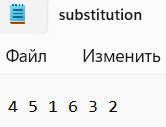 substitution
Файл Изменить
4 5 1 6 3 2